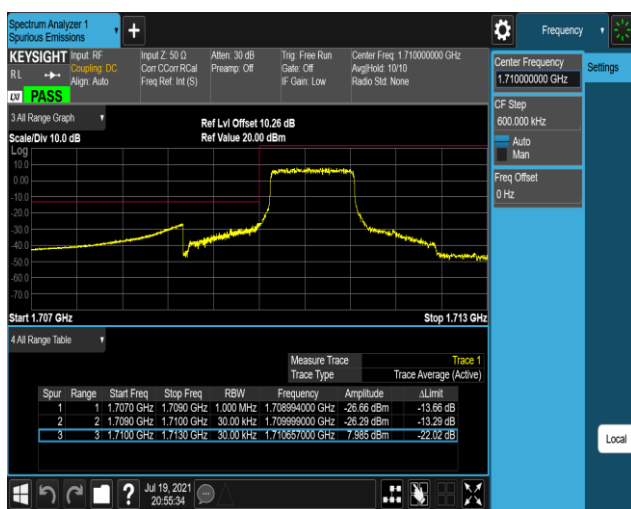 Spectrum Analyzer 1
Spurious Emissions
+
Frequency
KEYSIGHT Input: RF Input Z: 50 Ω Atten: 30 dB Trig: Free Run Center Freq: 1.710000000 GHz
RL Coupling: DC Corr CCorr RCal Preamp: Off Gate: Off Avg|Hold: 10/10
Align: Auto Freq Ref: Int (S) IF Gain: Low Radio Std: None
LXI PASS
Center Frequency
1.710000000 GHz
Settings
CF Step
600.000 kHz
Auto
Man
Freq Offset
0 Hz
3 All Range Graph
Ref Lvl Offset 10.26 dB
Scale/Div 10.0 dB Ref Value 20.00 dBm
Log
10.0
0.00
-10.0
-20.0
-30.0
-40.0
-50.0
-60.0
-70.0
Start 1.707 GHz Stop 1.713 GHz
4 All Range Table
Measure Trace Trace 1
Trace Type Trace Average (Active)
Spur Range Start Freq Stop Freq RBW Frequency Amplitude ΔLimit
1 1 1.7070 GHz 1.7090 GHz 1.000 MHz 1.708994000 GHz -26.66 dBm -13.66 dB
2 2 1.7090 GHz 1.7100 GHz 30.00 kHz 1.709999000 GHz -26.29 dBm -13.29 dB
3 3 1.7100 GHz 1.7130 GHz 30.00 kHz 1.710657000 GHz 7.985 dBm -22.02 dB
Local
? Jul 19, 2021
20:55:34